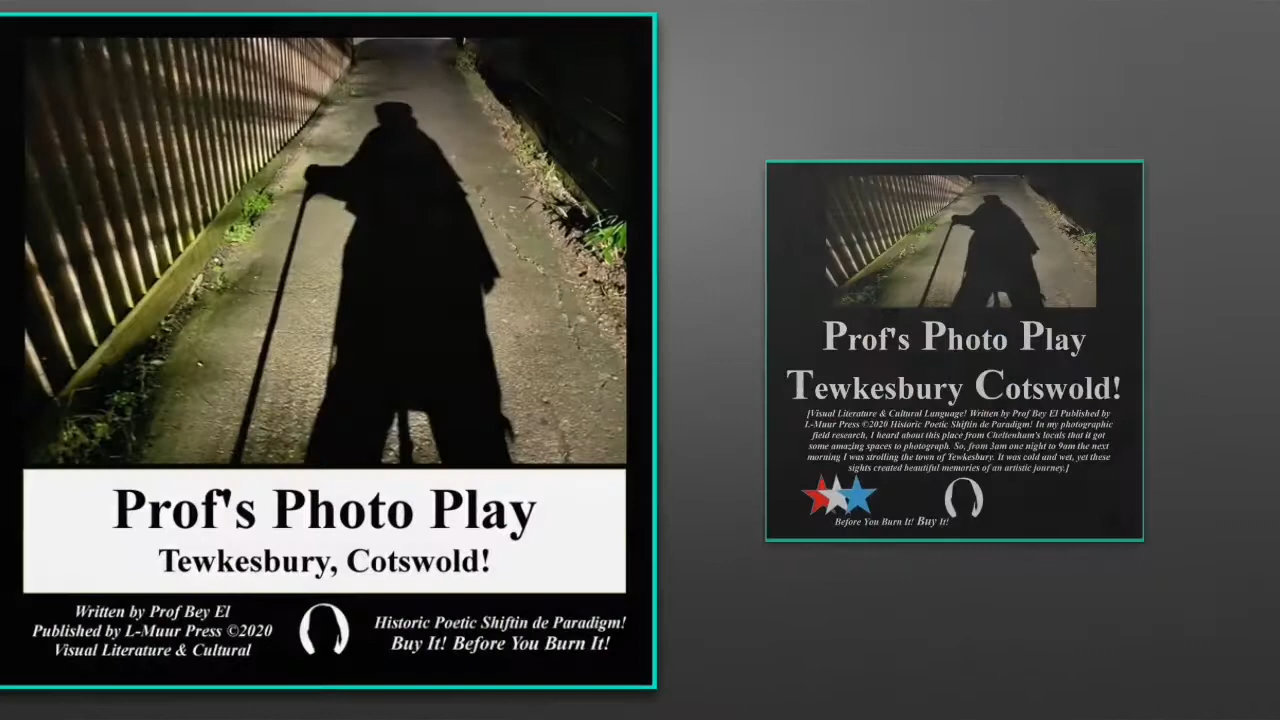 Prof's Photo Play
Tewkesbury, Cotswold!
Written by Prof Bey El
Published by L-Muur Press ©2020
Visual Literature & Cultural
Historic Poetic Shiftin de Paradigm!
Buy It! Before You Burn It!
Prof's Photo Play
Tewkesbury Cotswold!
[Visual Literature & Cultural Language! Written by Prof Bey El Published by
L-Muur Press ©2020 Historic Poetic Shiftin de Paradigm! In my photographic
field research, I heard about this place from Cheltenham's locals that it got
some amazing spaces to photograph. So, from 3am one night to 9am the next
morning I was strolling the town of Tewkesbury. It was cold and wet, yet these
sights created beautiful memories of an artistic journey.]
Before You Burn It! Buy It!